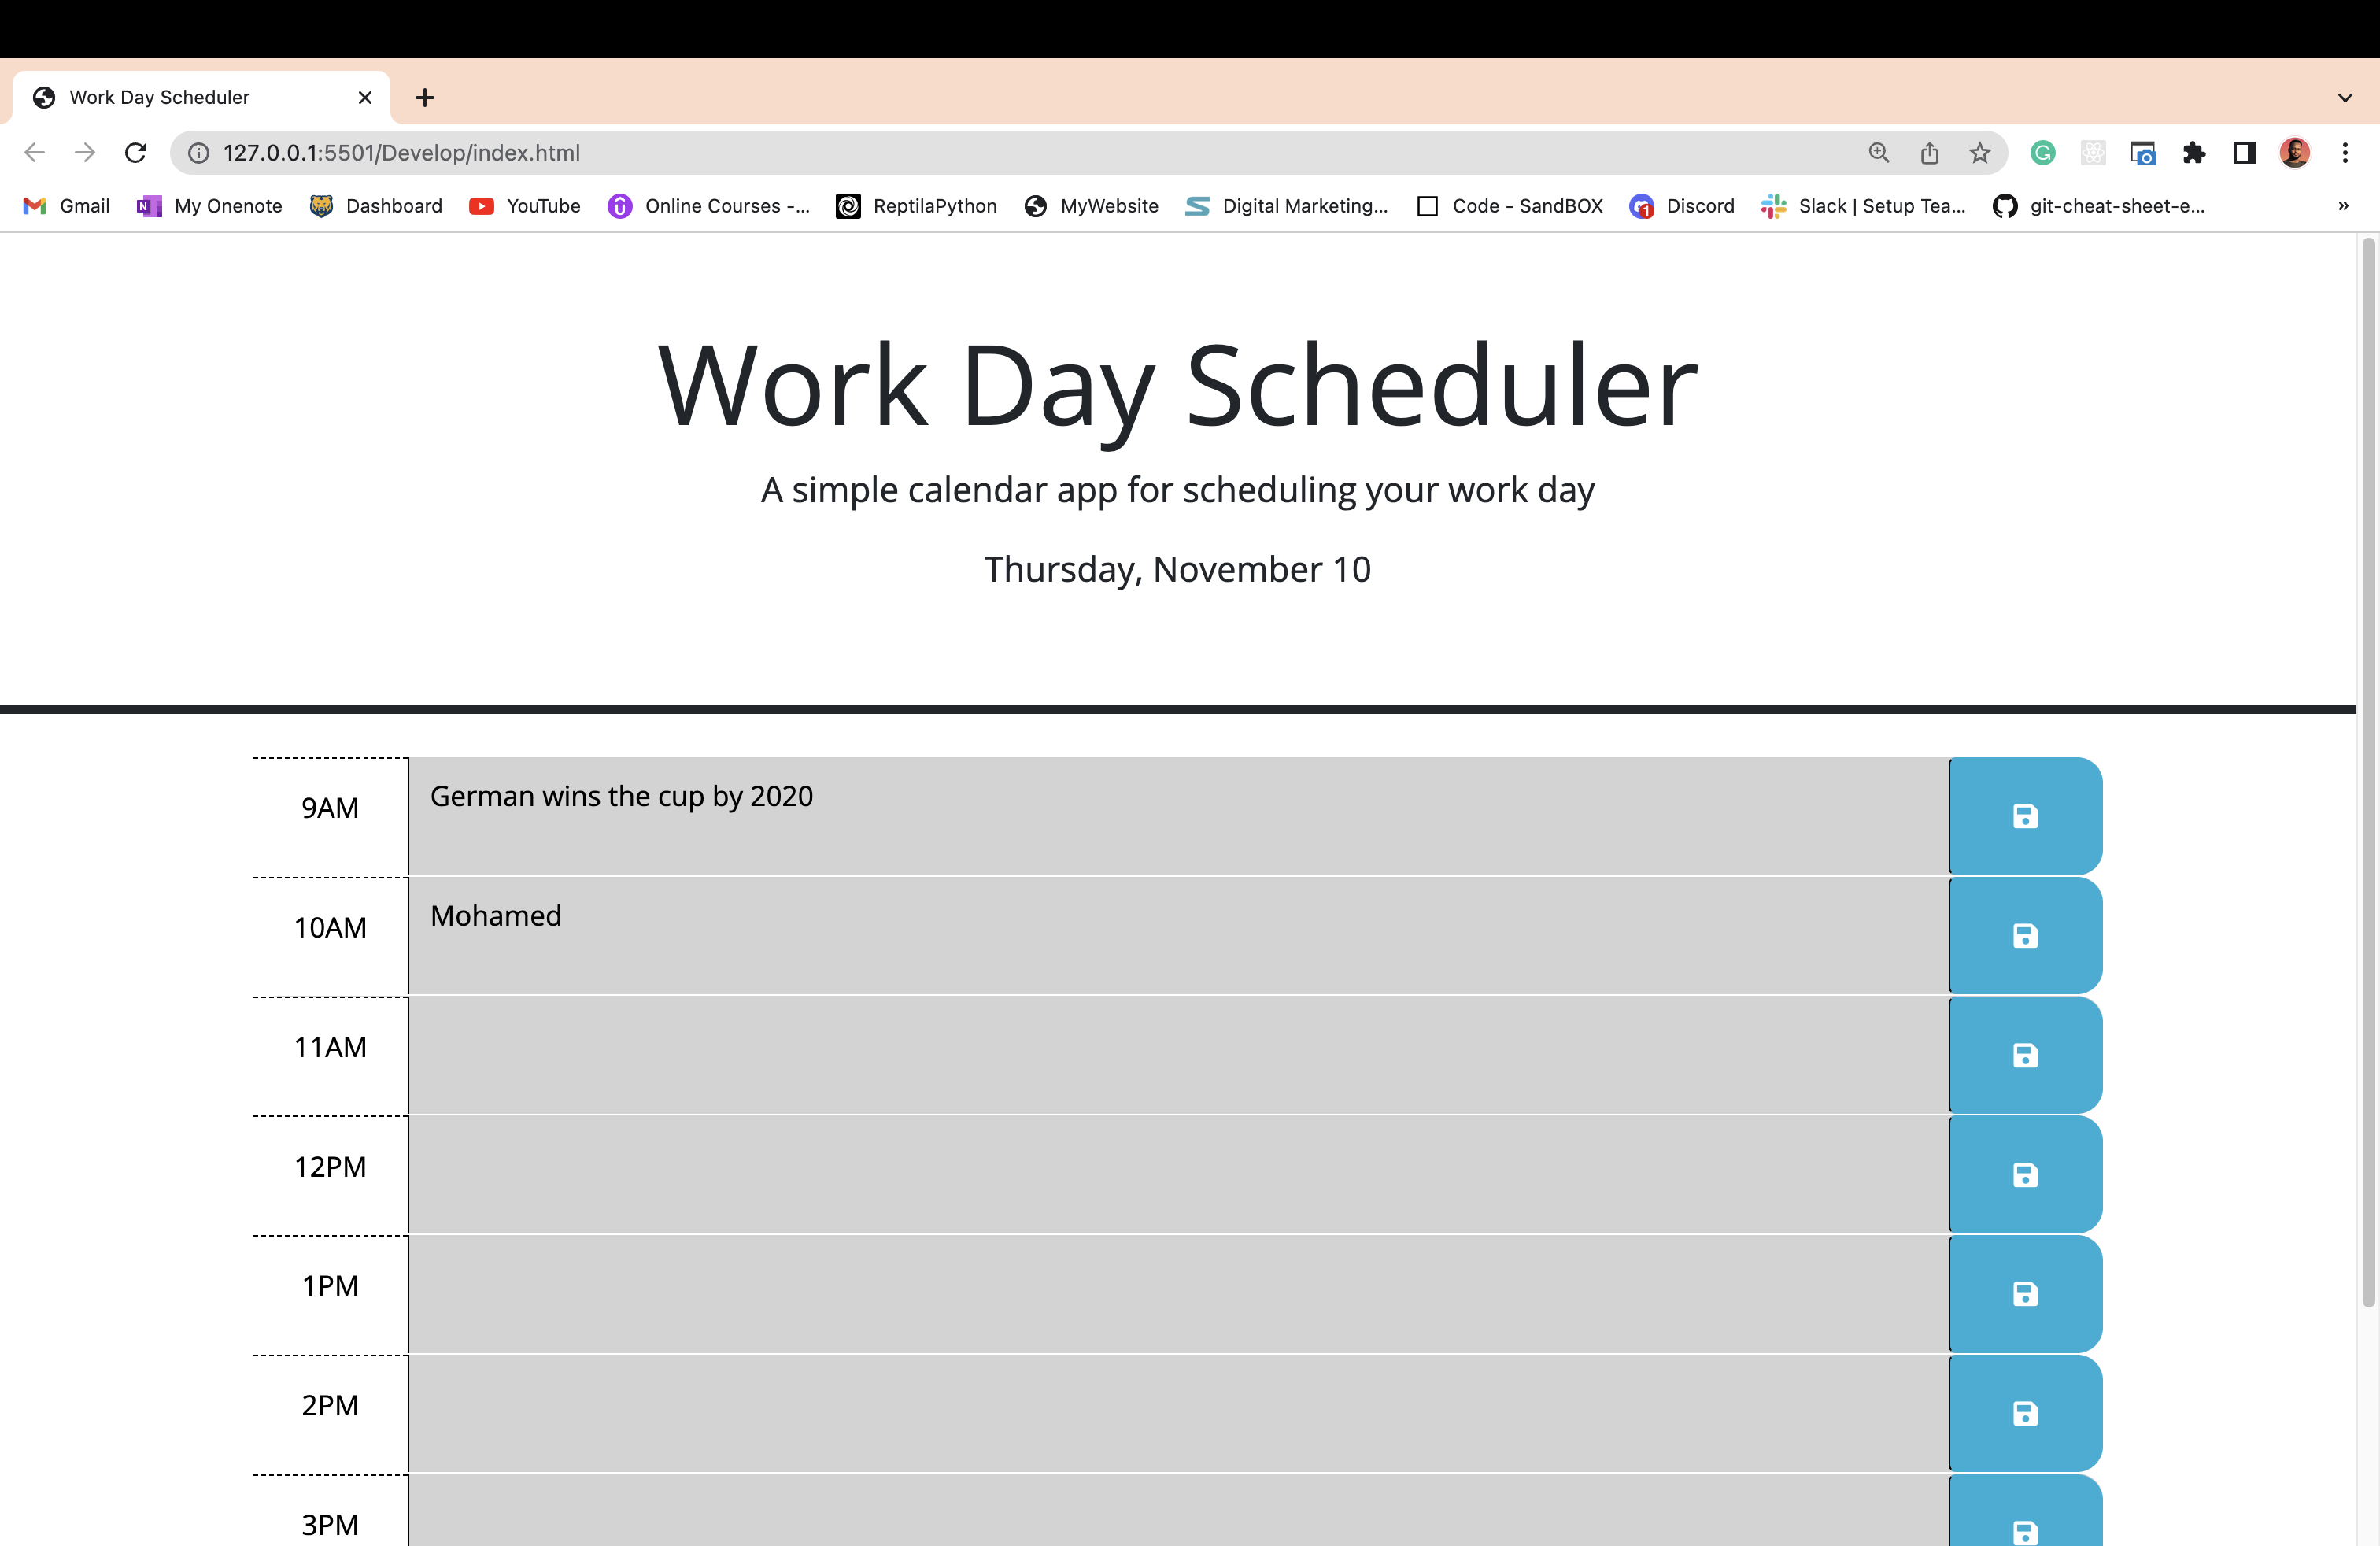 Work Day Scheduler
127.0.0.1:5501/Develop/index.html
Gmail My Onenote Dashboard YouTube Online Courses -... ReptilaPython MyWebsite Digital Marketing... Code - SandBOX Discord Slack | Setup Tea... git-cheat-sheet-e... »
Work Day Scheduler
A simple calendar app for scheduling your work day
Thursday, November 10
9AM German wins the cup by 2020
10AM Mohamed
11AM
12PM
1PM
2PM
3PM